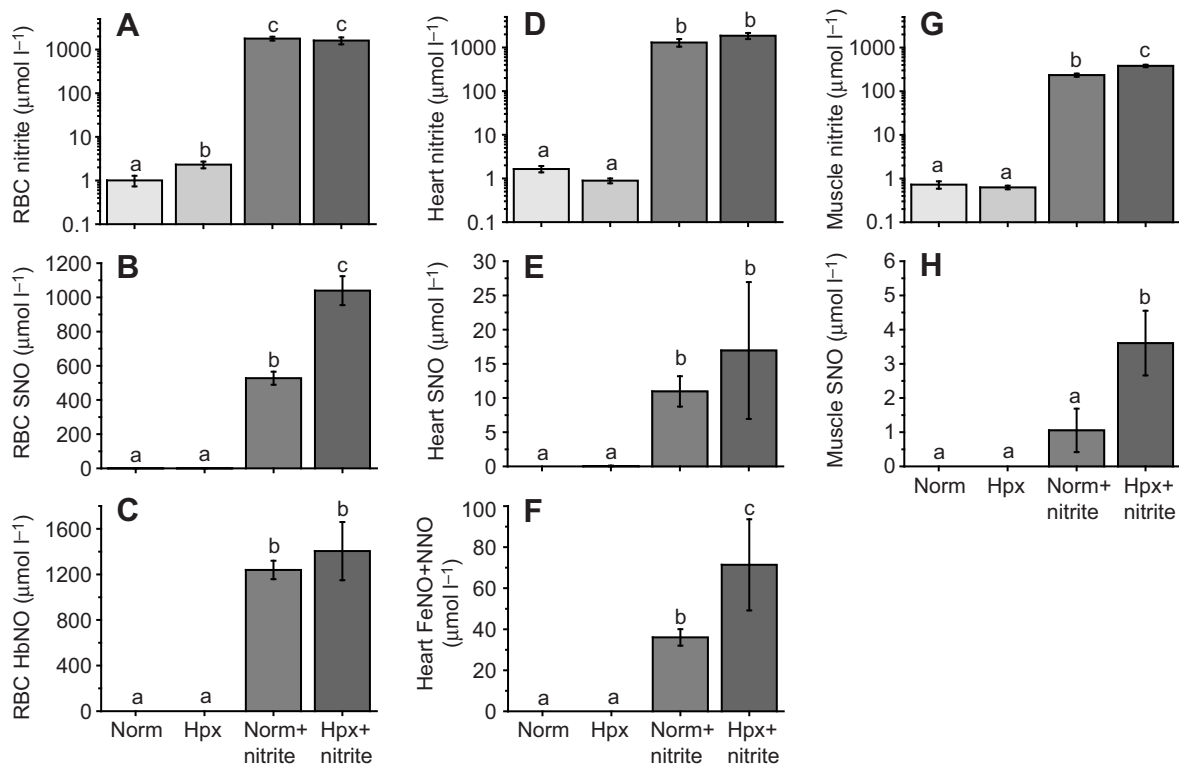 A
RBC nitrite (μmol l⁻¹)
1000
100
10
1
0.1
a
b
c
c
B
RBC SNO (μmol l⁻¹)
1200
1000
800
600
400
200
0
a
a
b
c
C
RBC HbNO (μmol l⁻¹)
1600
1200
800
400
0
a
a
b
b
Norm
Hpx
Norm+
nitrite
Hpx+
nitrite
D
Heart nitrite (μmol l⁻¹)
1000
100
10
1
0.1
a
a
b
b
E
Heart SNO (μmol l⁻¹)
30
25
20
15
10
5
0
a
a
b
b
F
Heart FeNO+NNO
(μmol l⁻¹)
100
80
60
40
20
0
a
a
b
c
Norm
Hpx
Norm+
nitrite
Hpx+
nitrite
G
Muscle nitrite (μmol l⁻¹)
1000
100
10
1
0.1
a
a
b
c
H
Muscle SNO (μmol l⁻¹)
6
5
4
3
2
1
0
a
a
a
b
Norm
Hpx
Norm+
nitrite
Hpx+
nitrite